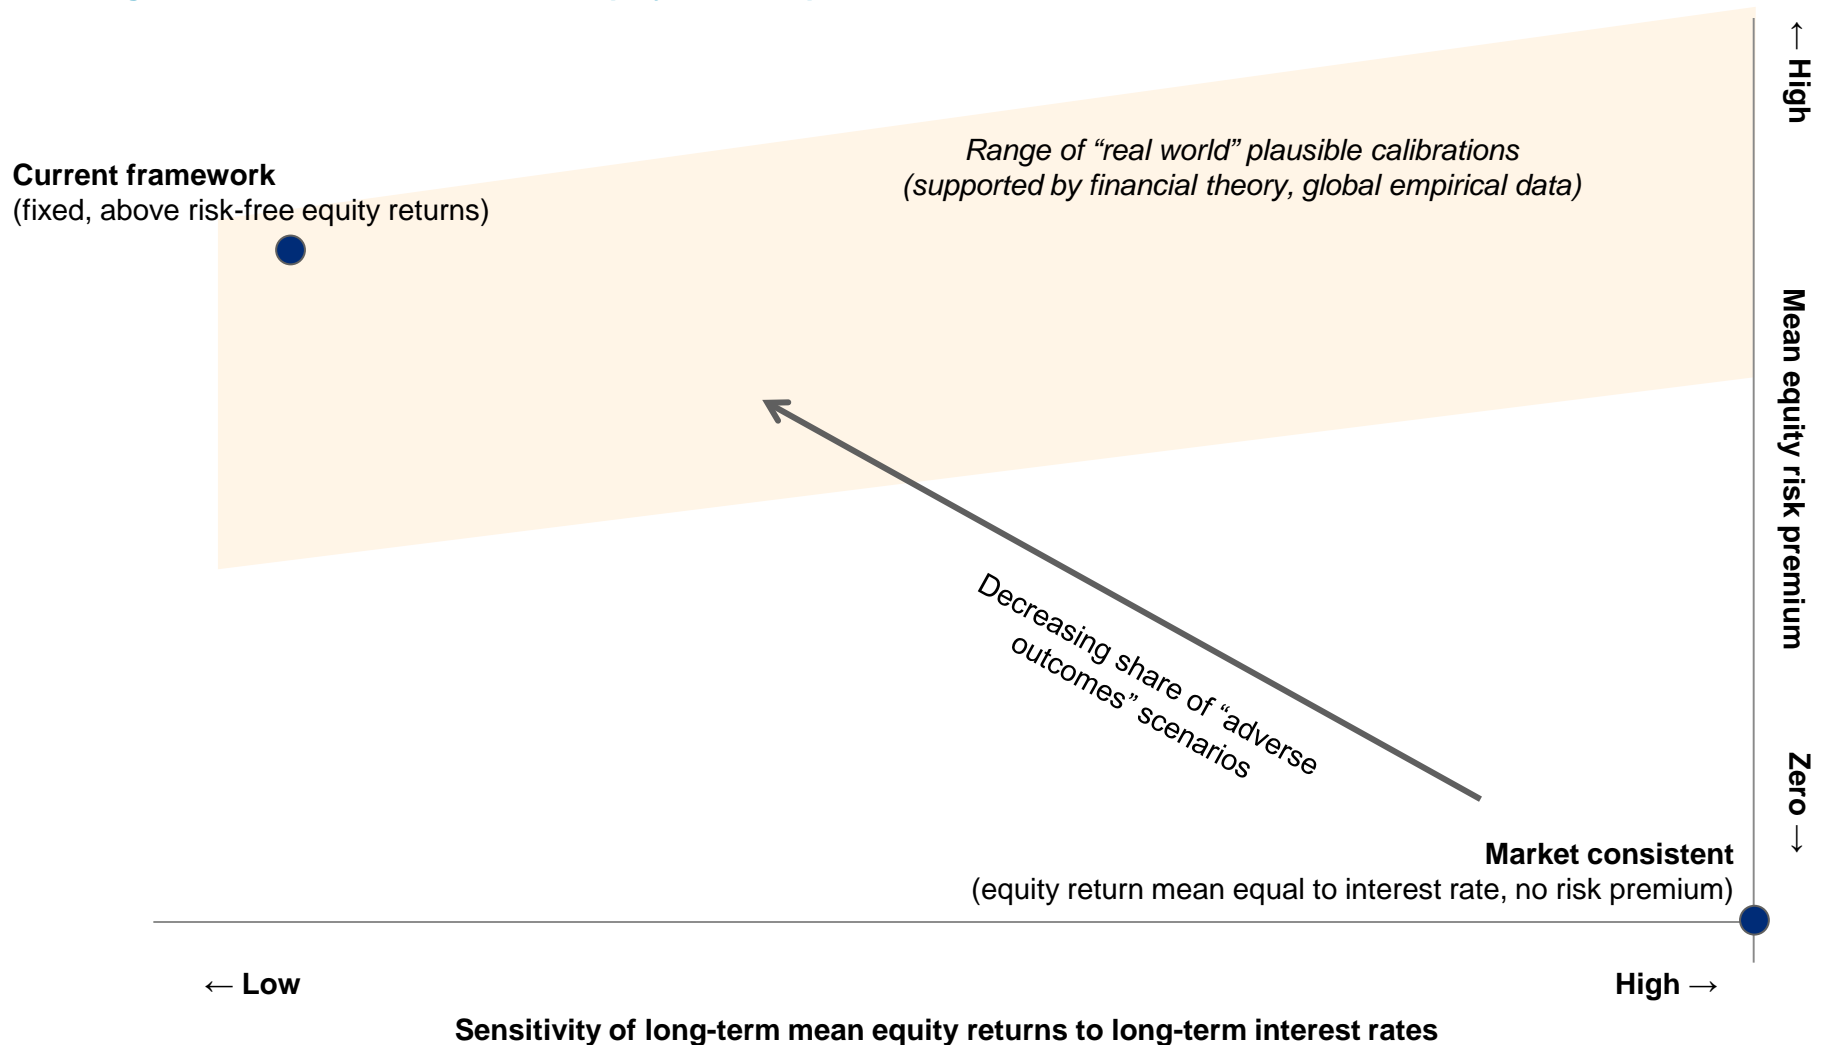 Range of “real world” plausible calibrations
(supported by financial theory, global empirical data)
Current framework
(fixed, above risk-free equity returns)
← High
Mean equity risk premium
Zero →
Decreasing share of “adverse
outcomes” scenarios
Market consistent
(equity return mean equal to interest rate, no risk premium)
← Low
High →
Sensitivity of long-term mean equity returns to long-term interest rates